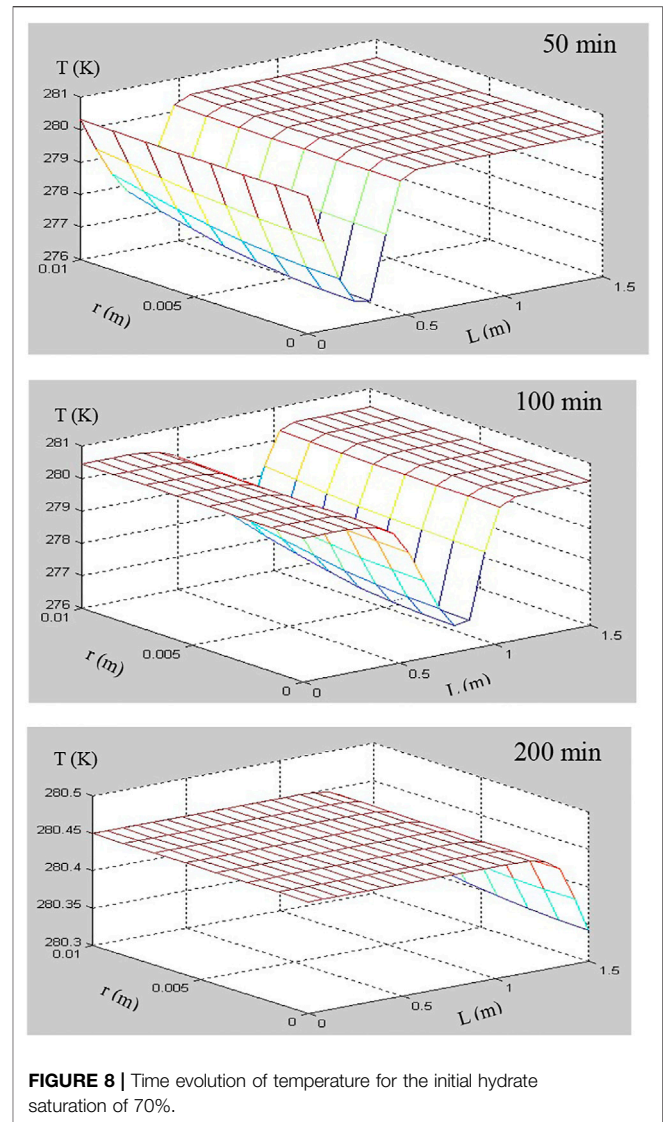 50 min
T (K)
281
280
279
278
277
276
0.01
0.005
0
r (m)
0
0.5
1
1.5
L (m)
100 min
T (K)
281
280
279
278
277
276
0.01
0.005
0
r (m)
0
0.5
1
1.5
L (m)
200 min
T (K)
280.5
280.45
280.4
280.35
280.3
0.01
0.005
0
r (m)
0
0.5
1
1.5
L (m)
FIGURE 8 | Time evolution of temperature for the initial hydrate
saturation of 70%.